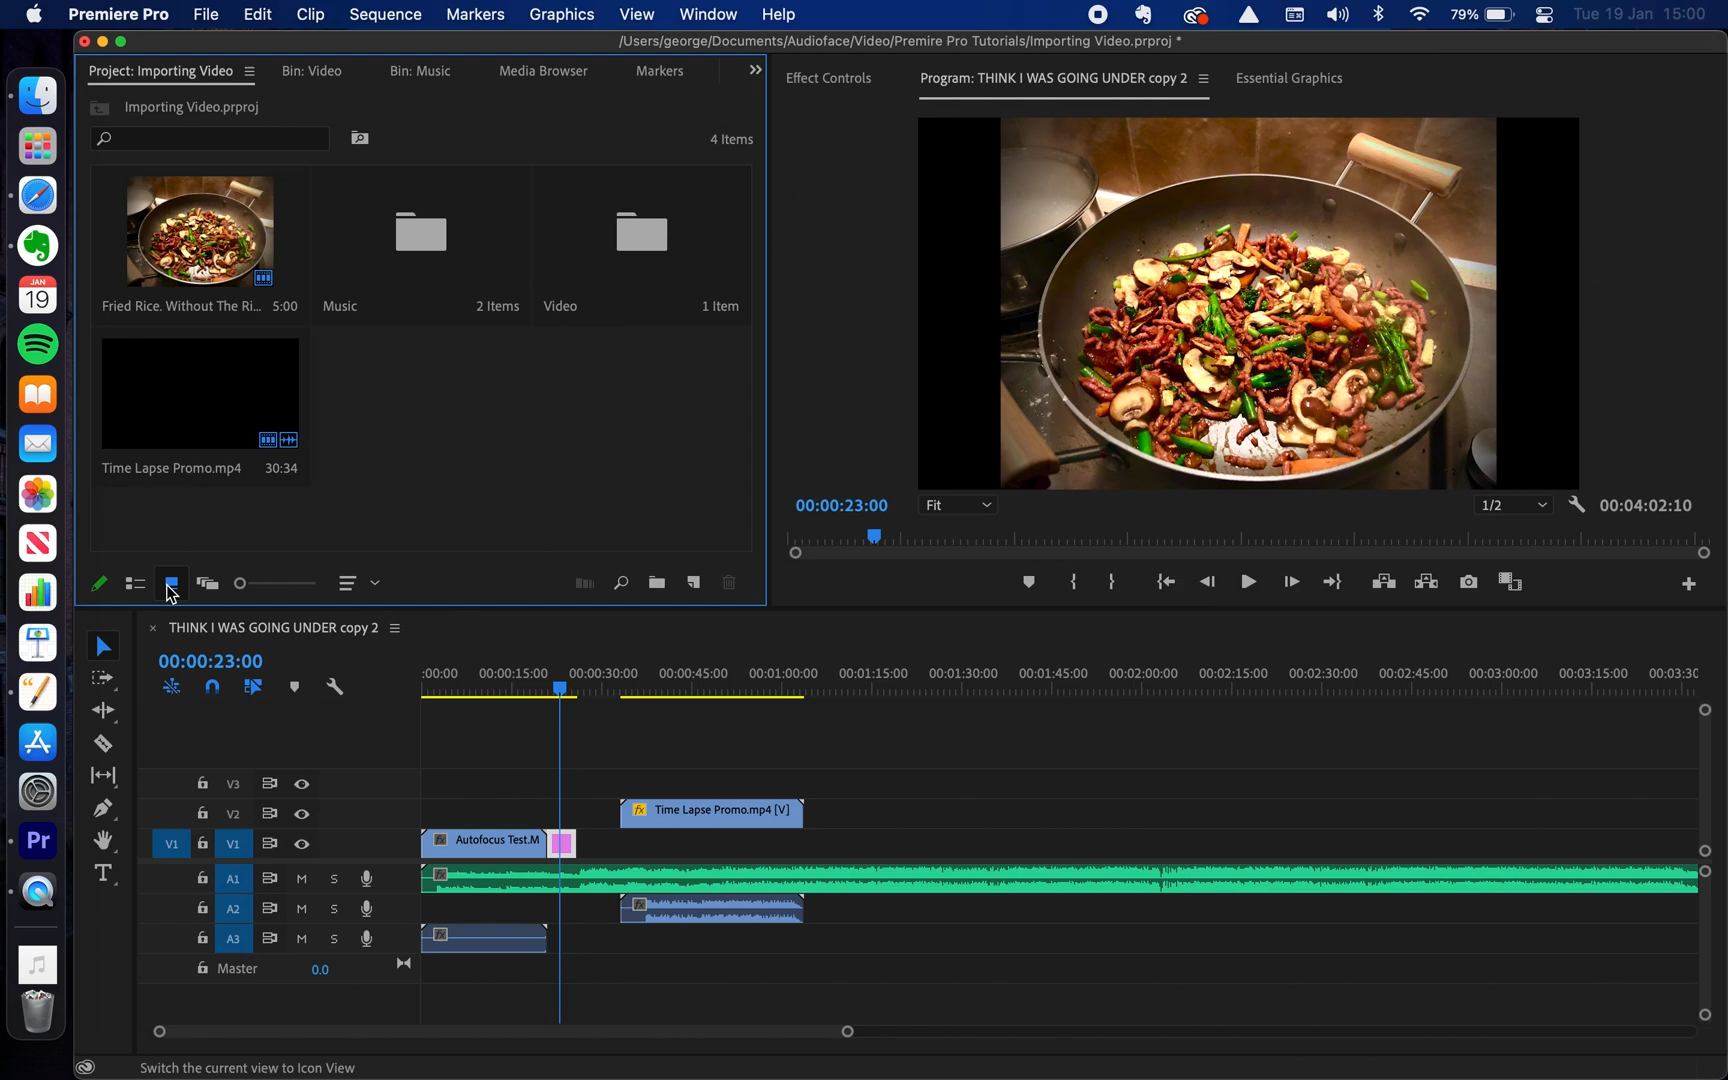 Premiere Pro File Edit Clip Sequence Markers Graphics View Window Help 79% Tue 19 Jan 15:00
/Users/george/Documents/Audioface/Video/Premire Pro Tutorials/Importing Video.prproj *
Project: Importing Video Bin: Video Bin: Music Media Browser Markers
Effect Controls Program: THINK I WAS GOING UNDER copy 2 Essential Graphics
Importing Video.prproj
4 Items
Fried Rice. Without The Ri... 5:00 Music 2 Items Video 1 Item
Time Lapse Promo.mp4 30:34
00:00:23:00 Fit 1/2 00:04:02:10
JAN
19
Pr
THINK I WAS GOING UNDER copy 2
00:00:23:00
:00:00 00:00:15:00 00:00:30:00 00:00:45:00 00:01:00:00 00:01:15:00 00:01:30:00 00:01:45:00 00:02:00:00 00:02:15:00 00:02:30:00 00:02:45:00 00:03:00:00 00:03:15:00 00:03:30
V3
V2 fx Time Lapse Promo.mp4 [V]
V1 V1 fx Autofocus Test.M
A1 M S fx
A2 M S fx
A3 M S fx
Master 0.0
T
Switch the current view to Icon View